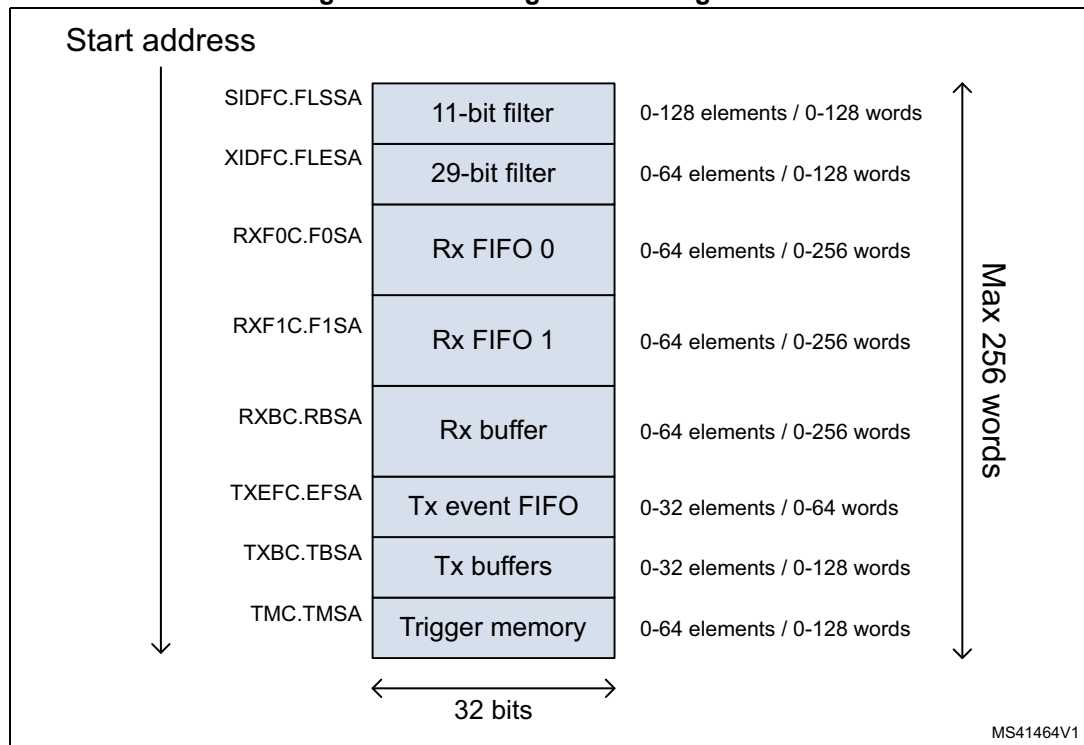 Start address
SIDFC.FLSSA 11-bit filter 0-128 elements / 0-128 words
XIDFC.FLESA 29-bit filter 0-64 elements / 0-128 words
RXF0C.F0SA Rx FIFO 0 0-64 elements / 0-256 words
RXF1C.F1SA Rx FIFO 1 0-64 elements / 0-256 words
RXBC.RBSA Rx buffer 0-64 elements / 0-256 words
TXEFC.EFSA Tx event FIFO 0-32 elements / 0-64 words
TXBC.TBSA Tx buffers 0-32 elements / 0-128 words
TMC.TMSA Trigger memory 0-64 elements / 0-128 words
Max 256 words
32 bits
MS41464V1